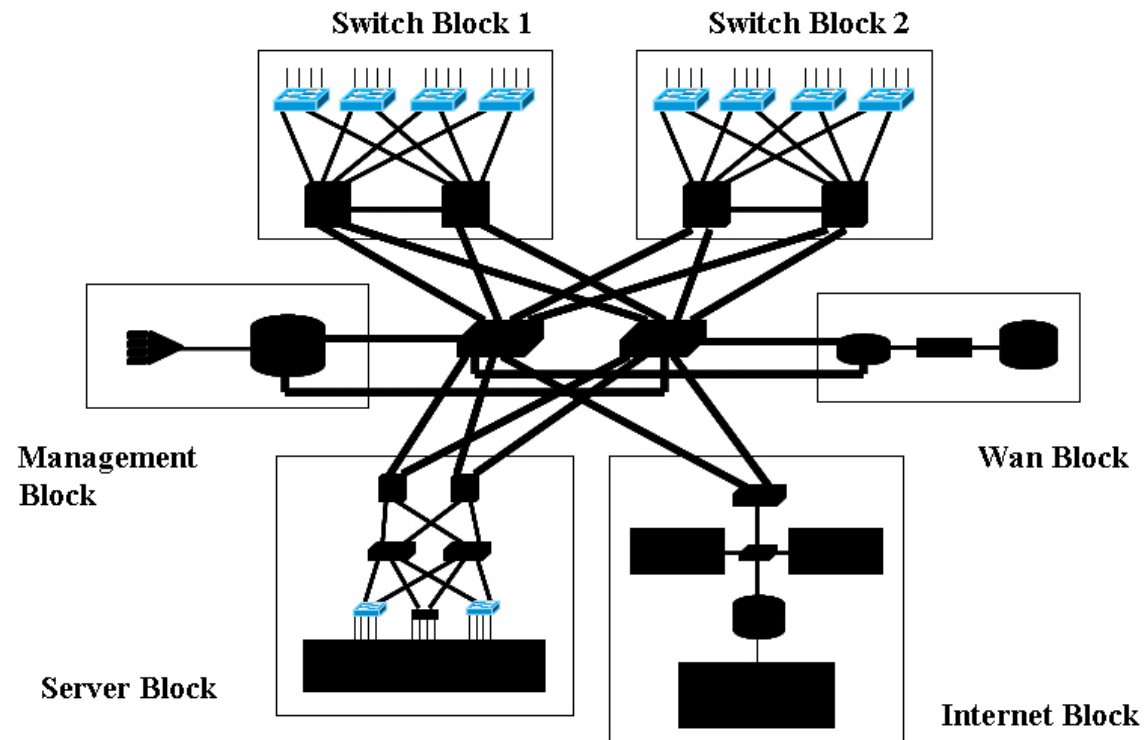 Switch Block 1
Switch Block 2
Management
Block
Wan Block
Server Block
Internet Block